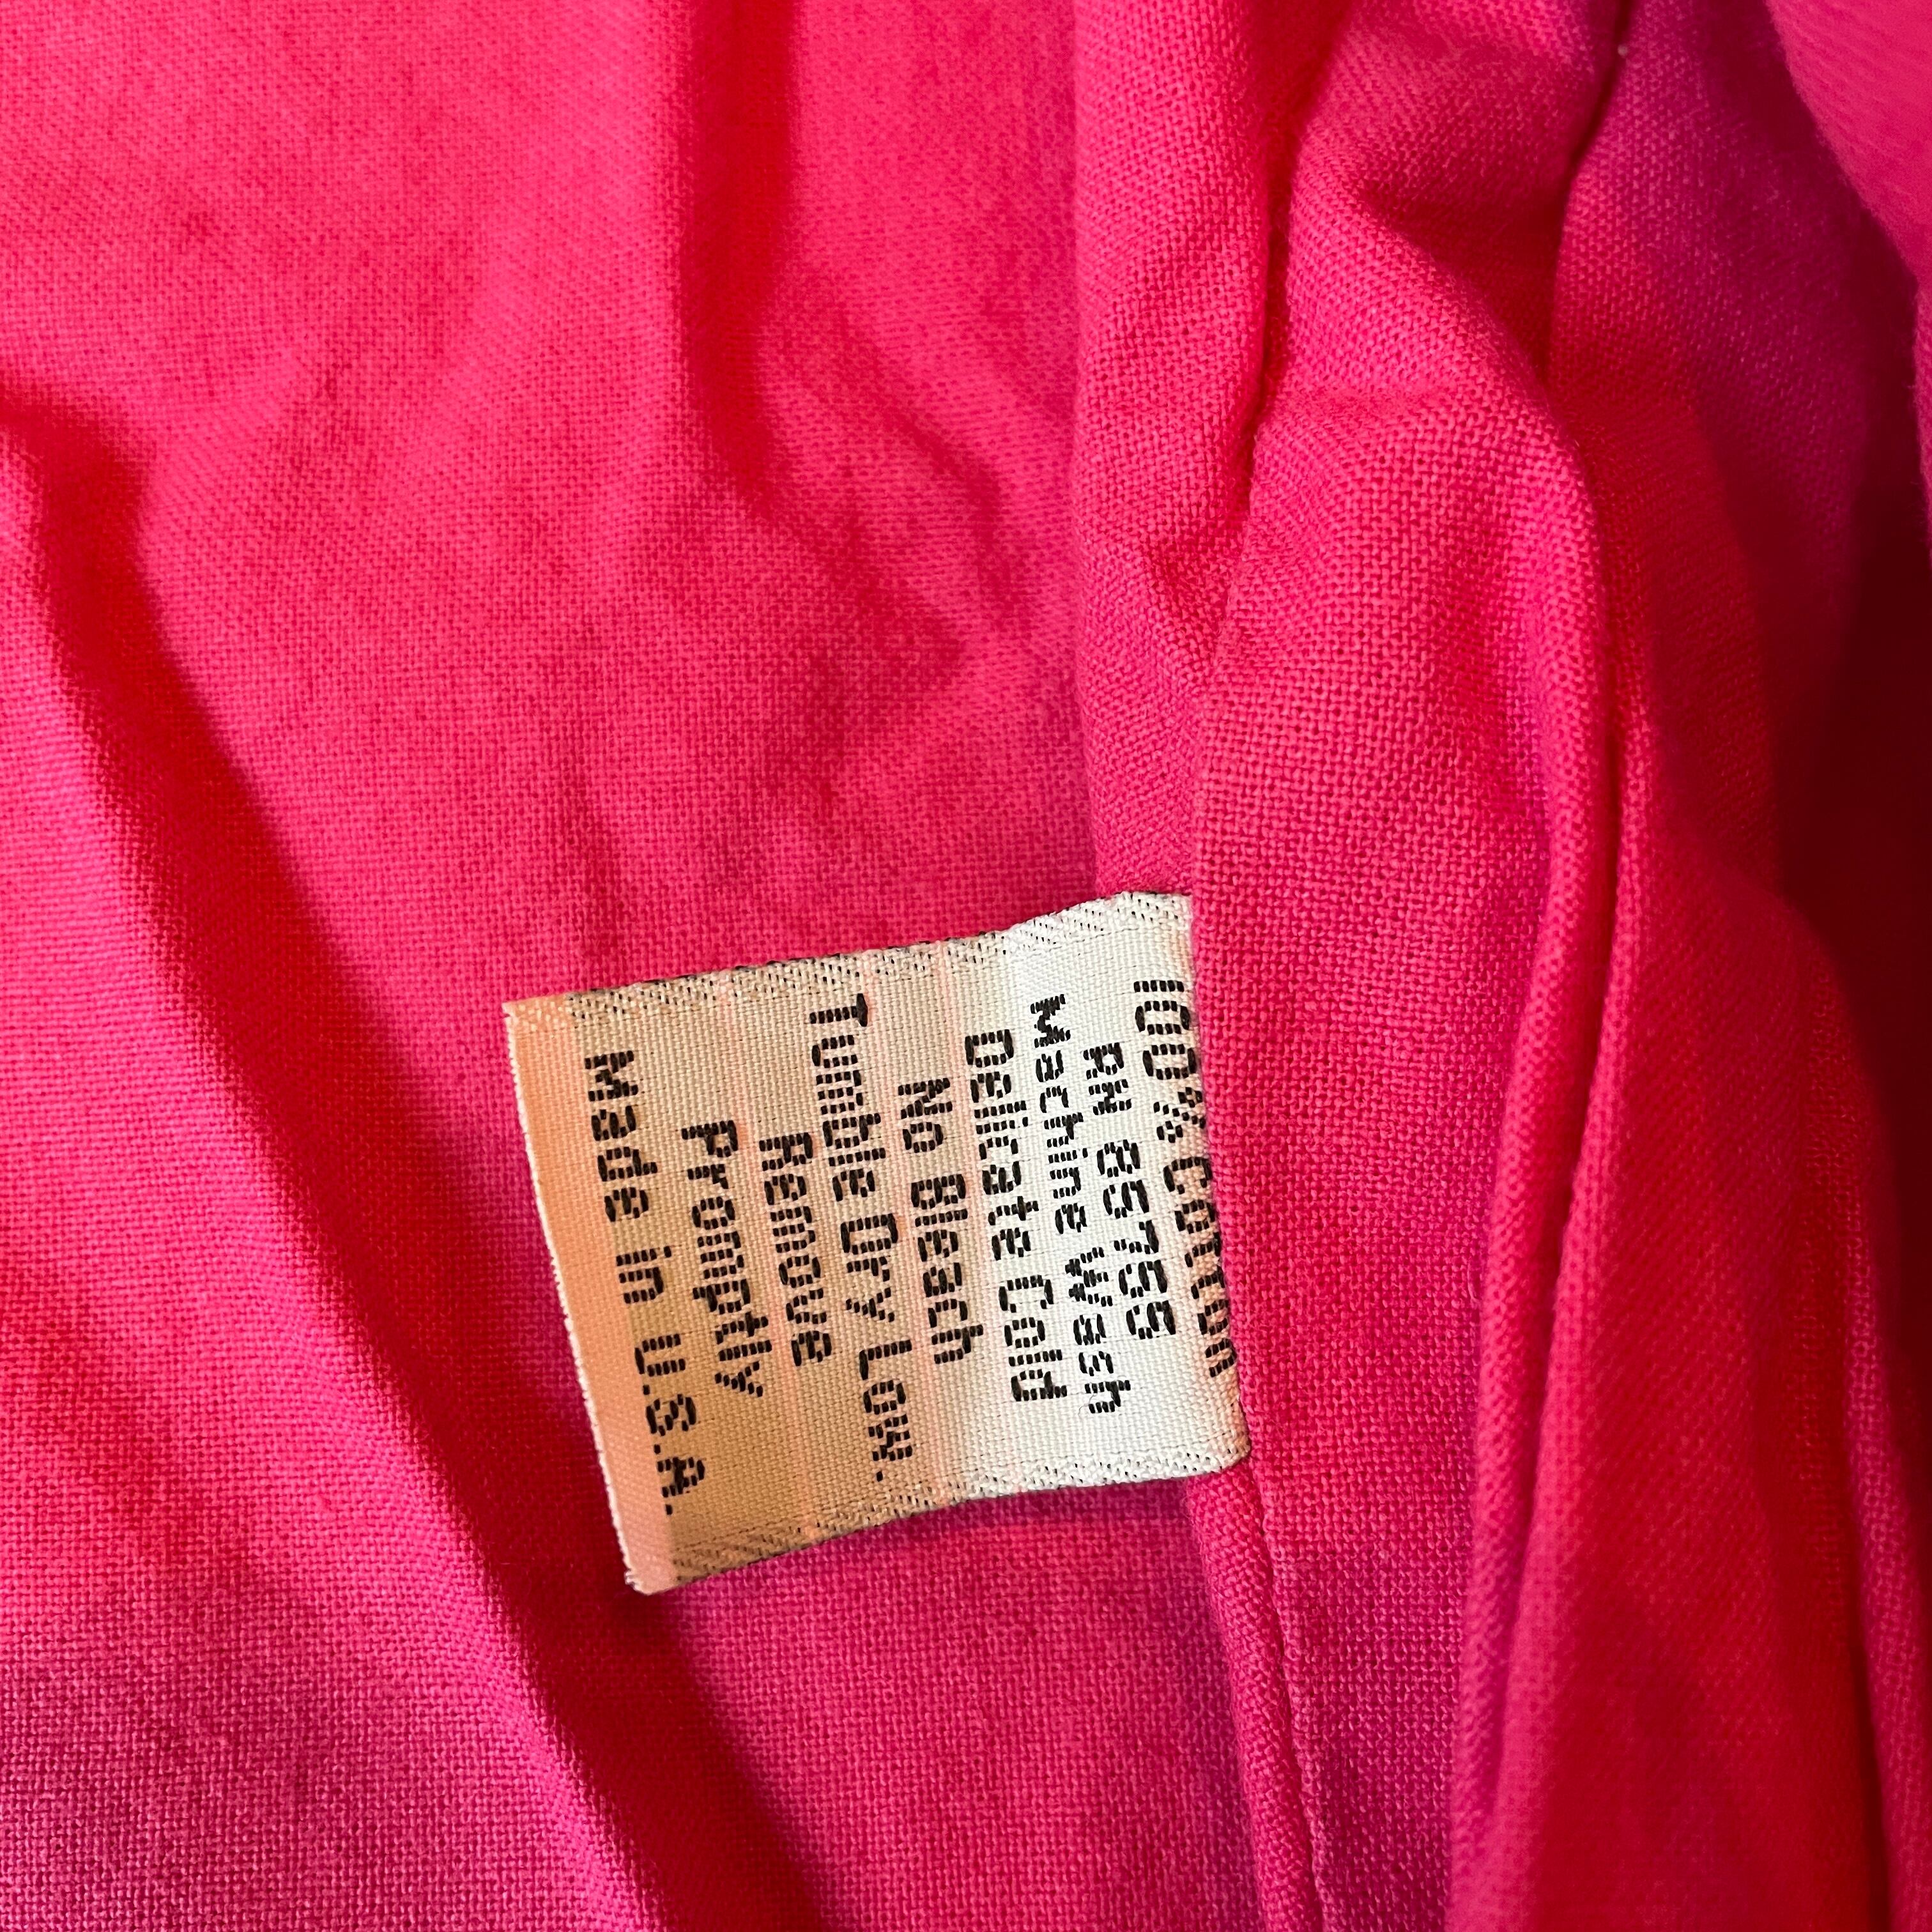 100% Cotton
RN 85755
Machine Wash
Delicate Cold
No Bleach
Tumble Dry Low.
Remove
Promptly
Made in U.S.A.